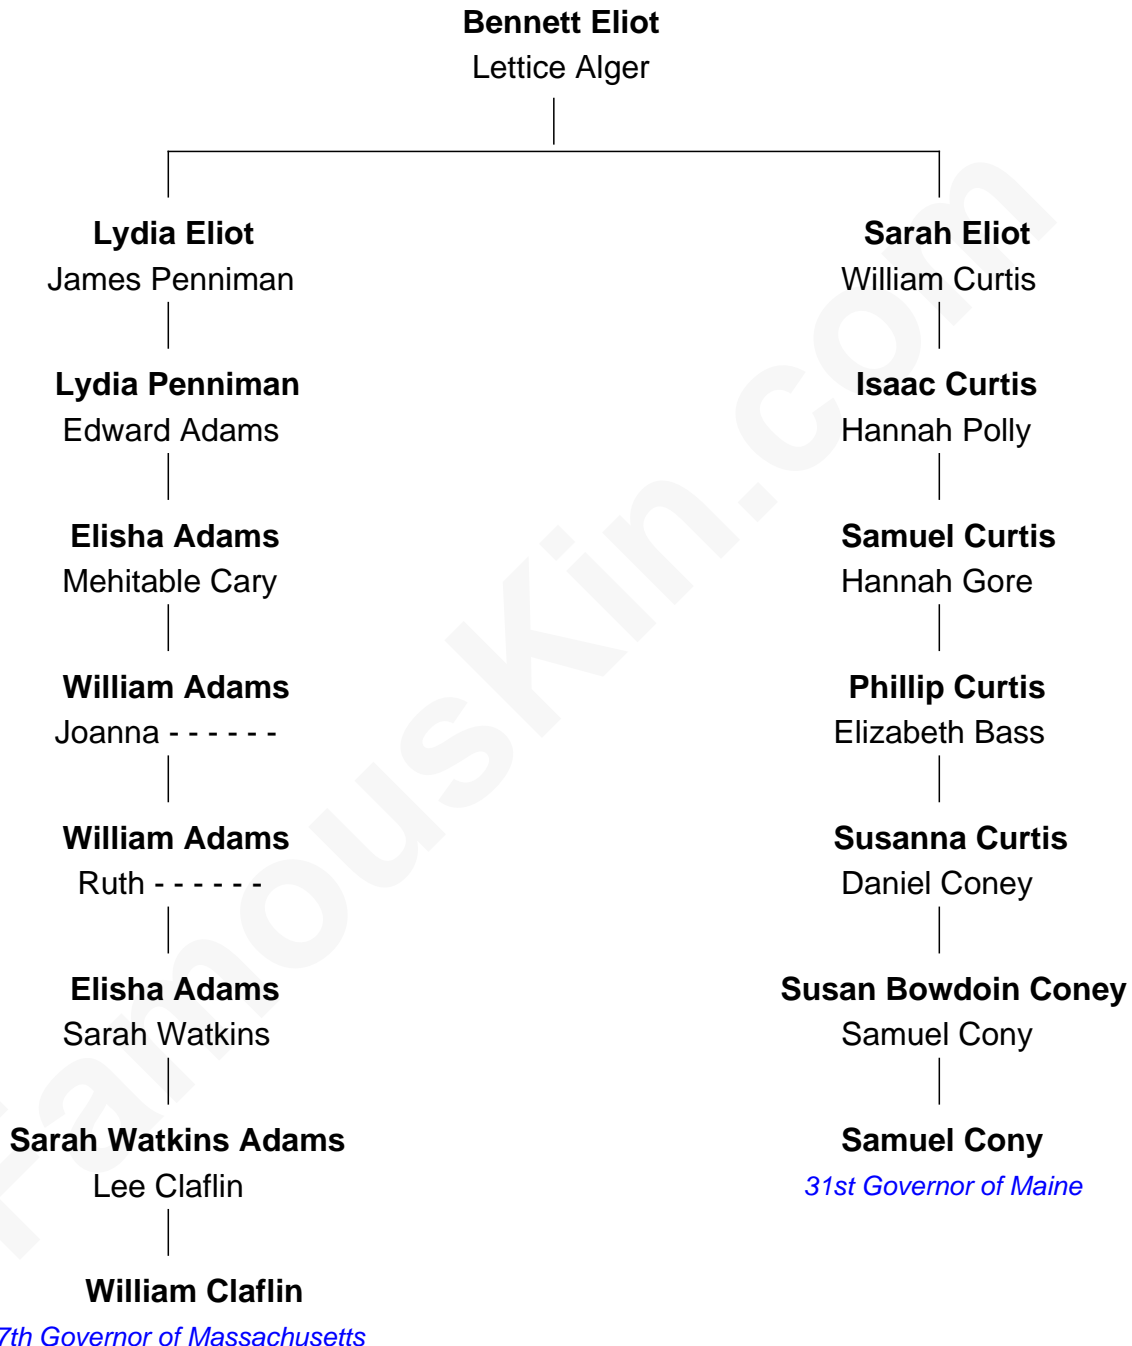 Bennett Eliot
Lettice Alger
Lydia Eliot
James Penniman
Sarah Eliot
William Curtis
Lydia Penniman
Edward Adams
Isaac Curtis
Hannah Polly
Elisha Adams
Mehitable Cary
Samuel Curtis
Hannah Gore
William Adams
Joanna - - - - - -
Phillip Curtis
Elizabeth Bass
William Adams
Ruth - - - - - -
Susanna Curtis
Daniel Coney
Elisha Adams
Sarah Watkins
Susan Bowdoin Coney
Samuel Cony
Sarah Watkins Adams
Lee Claflin
Samuel Cony
31st Governor of Maine
William Claflin
7th Governor of Massachusetts
FamousKin.com